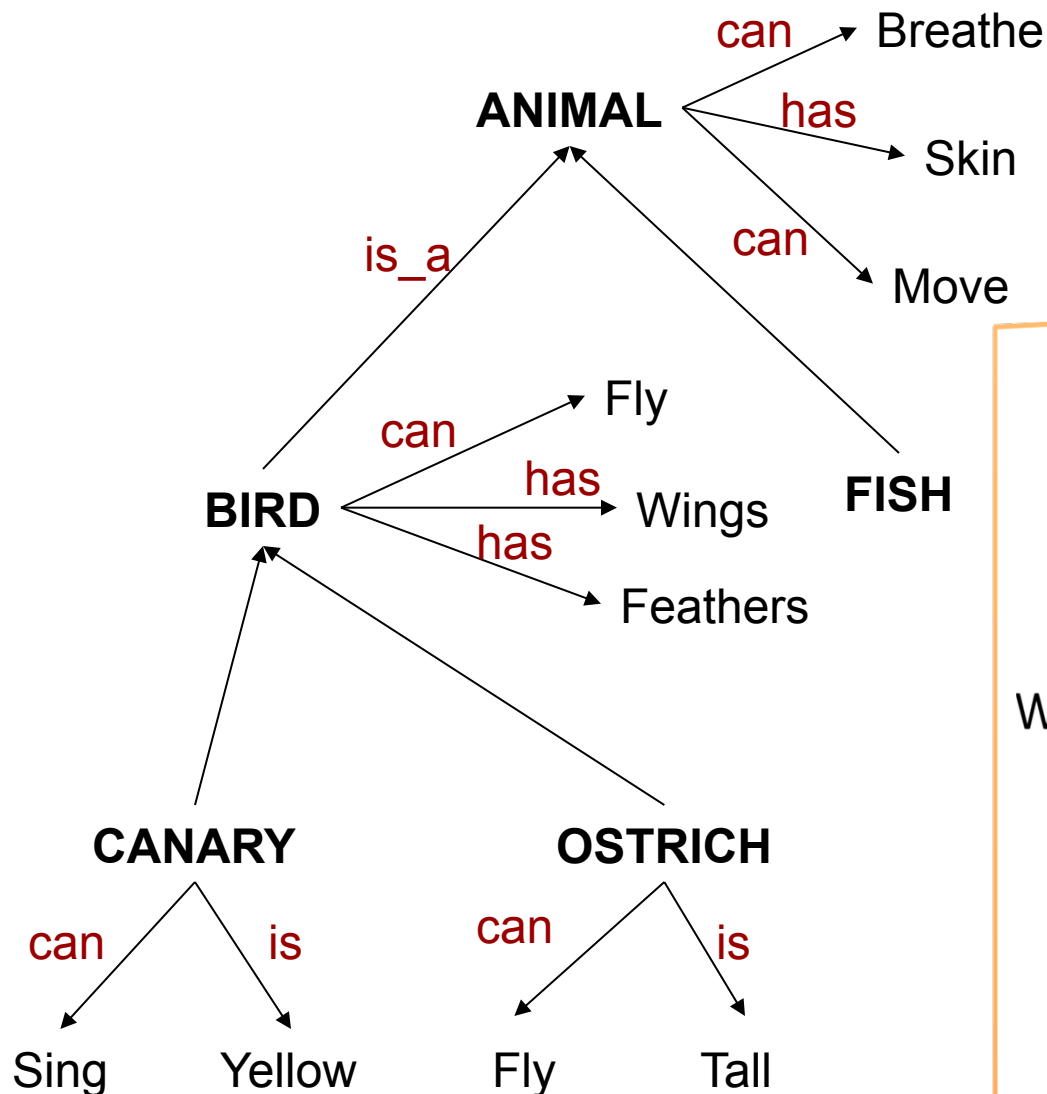 can Breathe
ANIMAL has
Skin
is_a can
Move
can Fly
BIRD has Wings FISH
has
Feathers
W
CANARY OSTRICH
can is can is
Sing Yellow Fly Tall